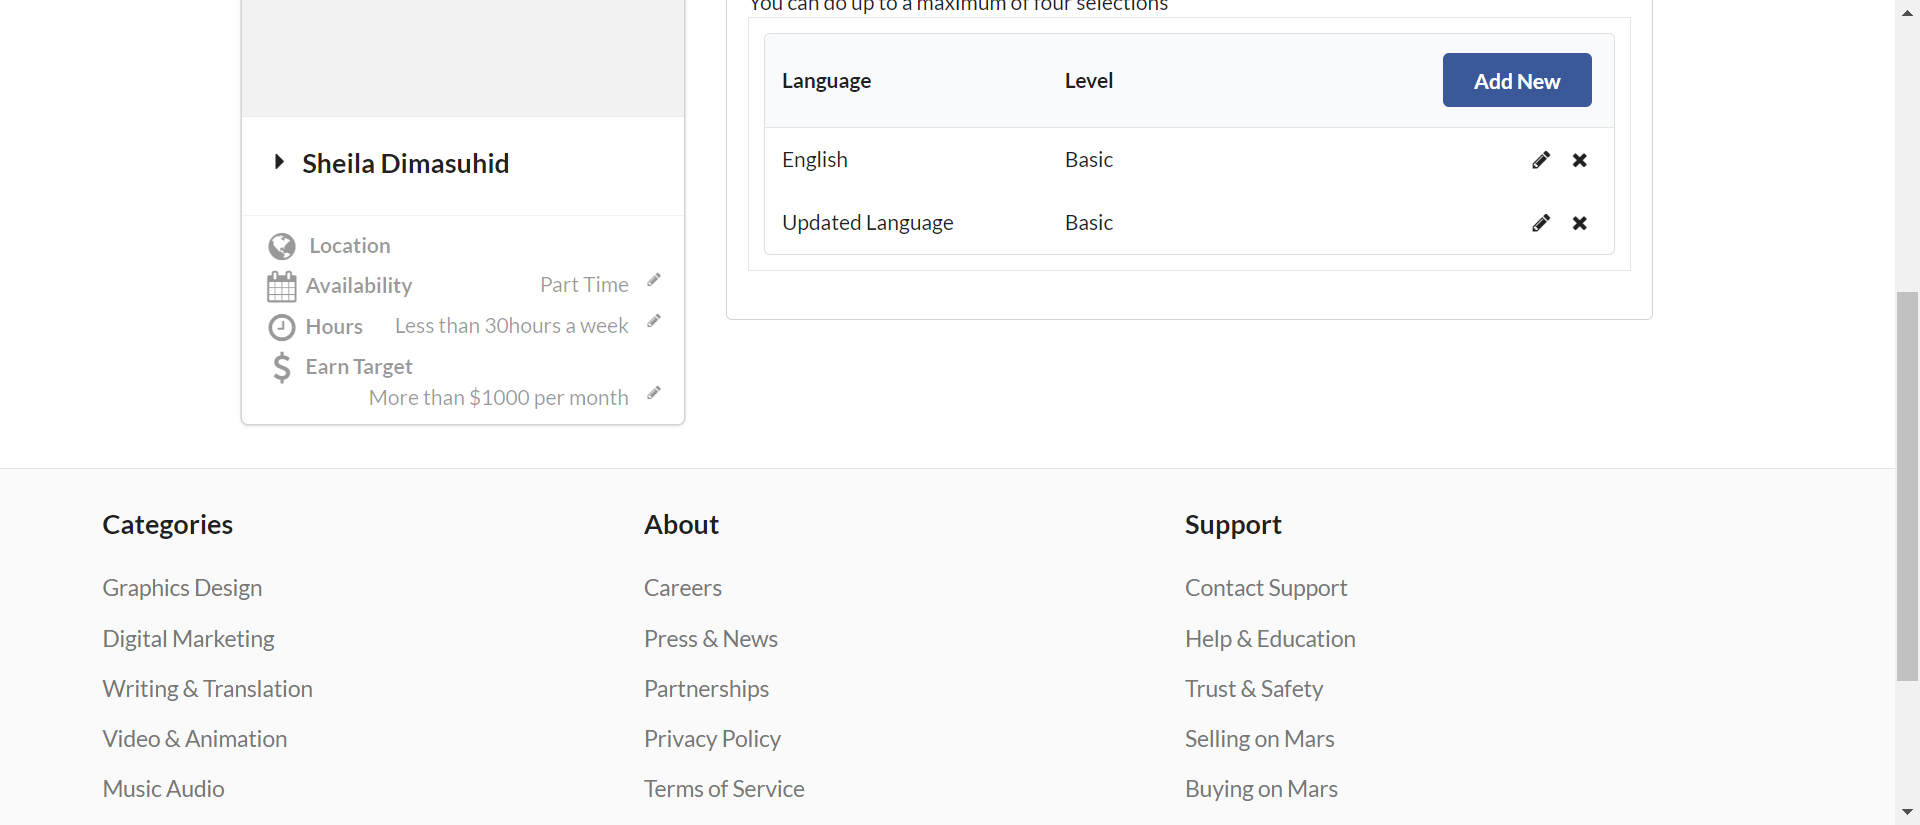 You can do up to a maximum of four selections
Language Level Add New
English Basic
Updated Language Basic
Sheila Dimasuhid
Location
Availability Part Time
Hours Less than 30hours a week
Earn Target
More than $1000 per month
Categories
Graphics Design
Digital Marketing
Writing & Translation
Video & Animation
Music Audio
About
Careers
Press & News
Partnerships
Privacy Policy
Terms of Service
Support
Contact Support
Help & Education
Trust & Safety
Selling on Mars
Buying on Mars